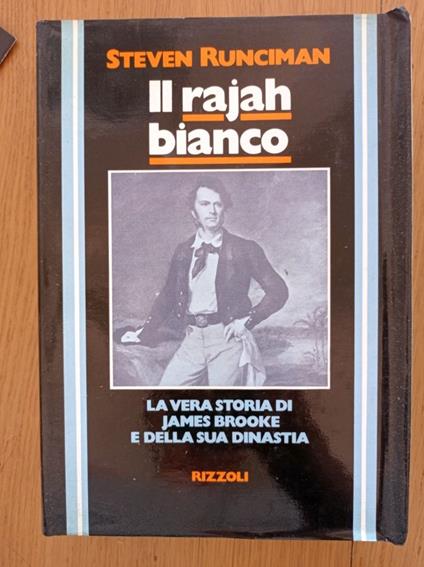 STEVEN RUNCIMAN
Il rajah
bianco
LA VERA STORIA DI
JAMES BROOKE
E DELLA SUA DINASTIA
RIZZOLI